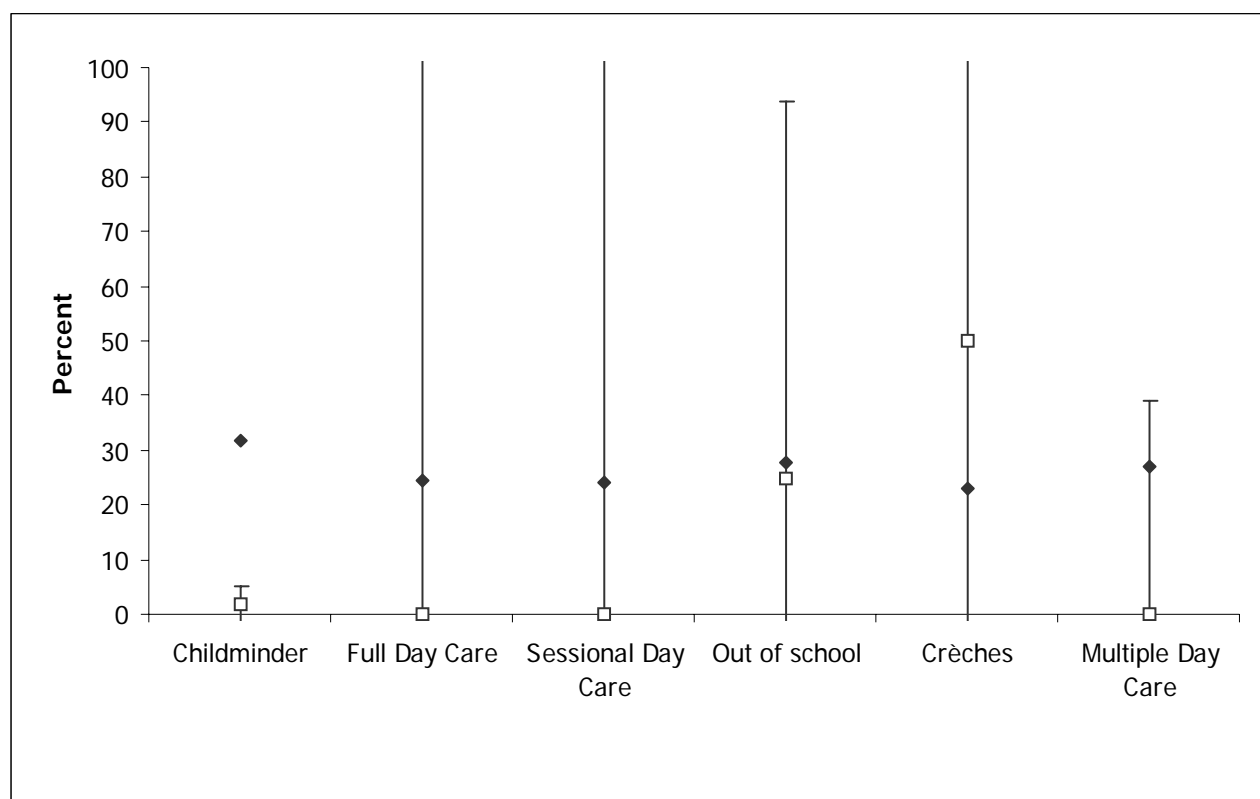 100
90
80
70
60
50
40
30
20
10
0
Percent
Childminder
Full Day Care
Sessional Day
Care
Out of school
Crèches
Multiple Day
Care